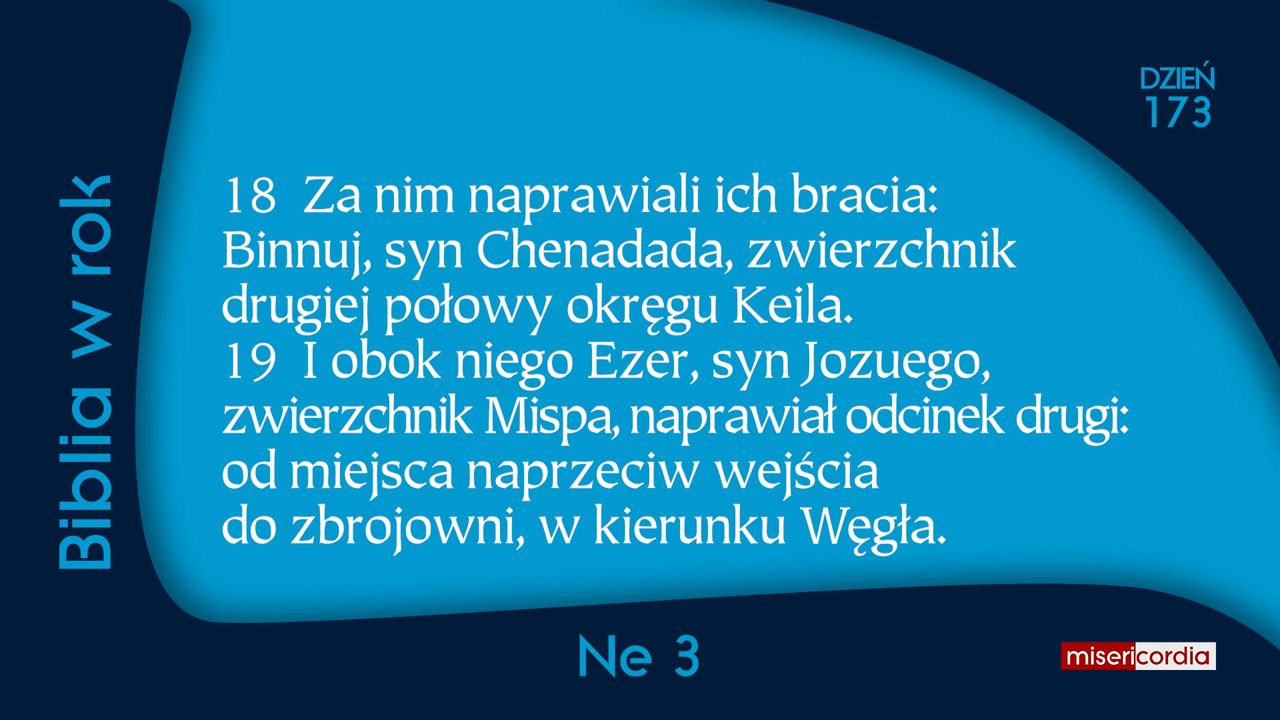 DZIEŃ
173
Biblia w rok
18 Za nim naprawiali ich bracia:
Binnuj, syn Chenadada, zwierzchnik
drugiej połowy okręgu Keila.
19 I obok niego Ezer, syn Jozuego,
zwierzchnik Mispa, naprawiał odcinek drugi:
od miejsca naprzeciw wejścia
do zbrojowni, w kierunku Węgła.
Ne 3
misericordia